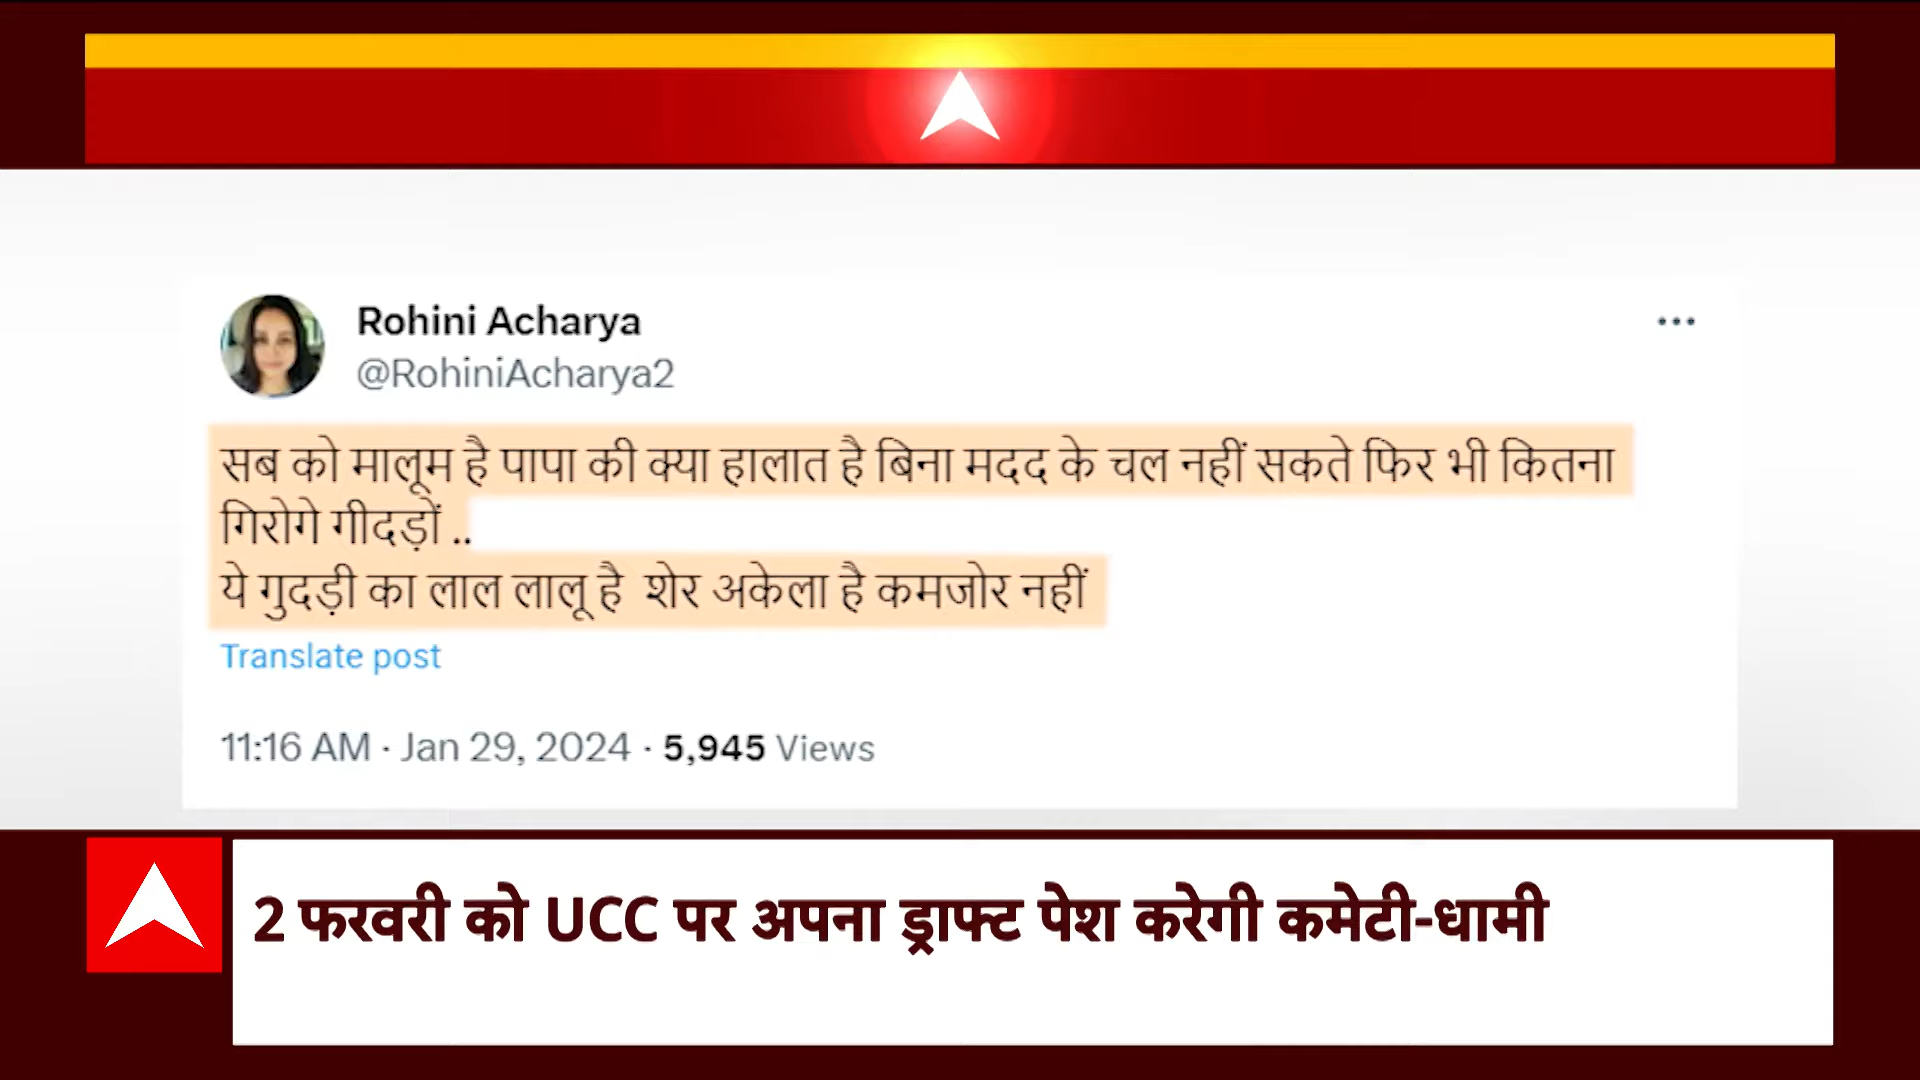 Rohini Acharya
@RohiniAcharya2
सब को मालूम है पापा की क्या हालात है बिना मदद के चल नहीं सकते फिर भी कितना
गिरोगे गीदड़ों ..
ये गुदड़ी का लाल लालू है शेर अकेला है कमजोर नहीं
Translate post
11:16 AM · Jan 29, 2024 · 5,945 Views
2 फरवरी को UCC पर अपना ड्राफ्ट पेश करेगी कमेटी-धामी